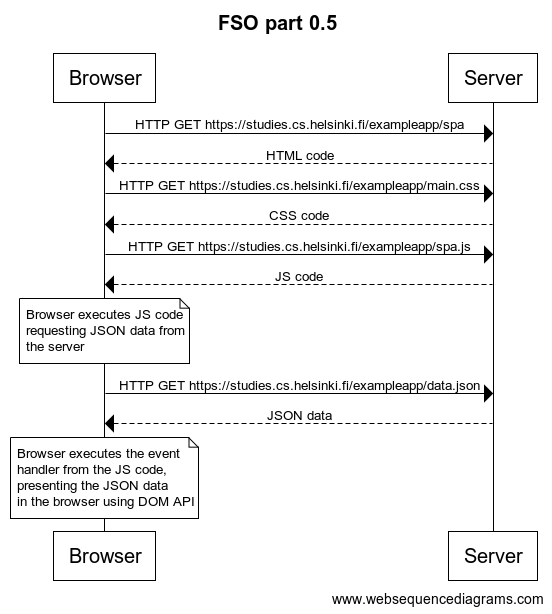 FSO part 0.5
Browser
Server
HTTP GET https://studies.cs.helsinki.fi/exampleapp/spa
HTML code
HTTP GET https://studies.cs.helsinki.fi/exampleapp/main.css
CSS code
HTTP GET https://studies.cs.helsinki.fi/exampleapp/spa.js
JS code
Browser executes JS code
requesting JSON data from
the server
HTTP GET https://studies.cs.helsinki.fi/exampleapp/data.json
JSON data
Browser executes the event
handler from the JS code,
presenting the JSON data
in the browser using DOM API
Browser
Server
www.websequencediagrams.com